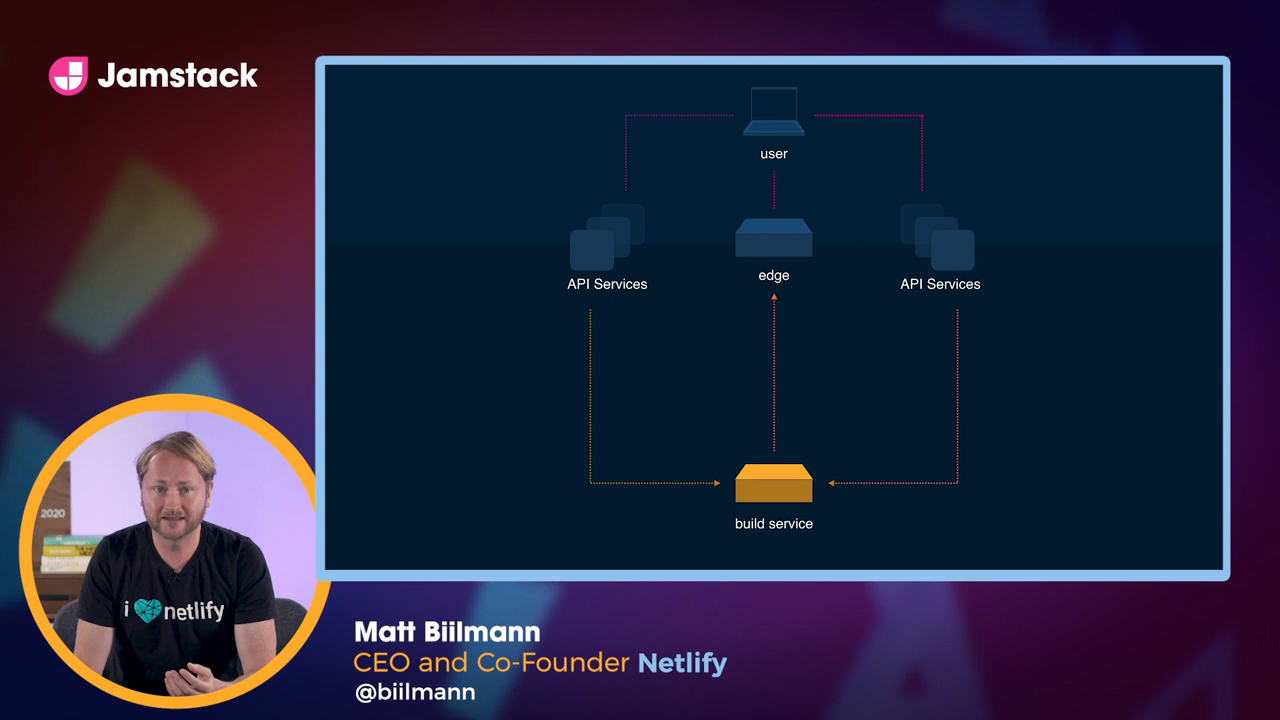 Jamstack
user
API Services
edge
API Services
build service
2020
i netlify
Matt Biilmann
CEO and Co-Founder Netlify
@biilmann